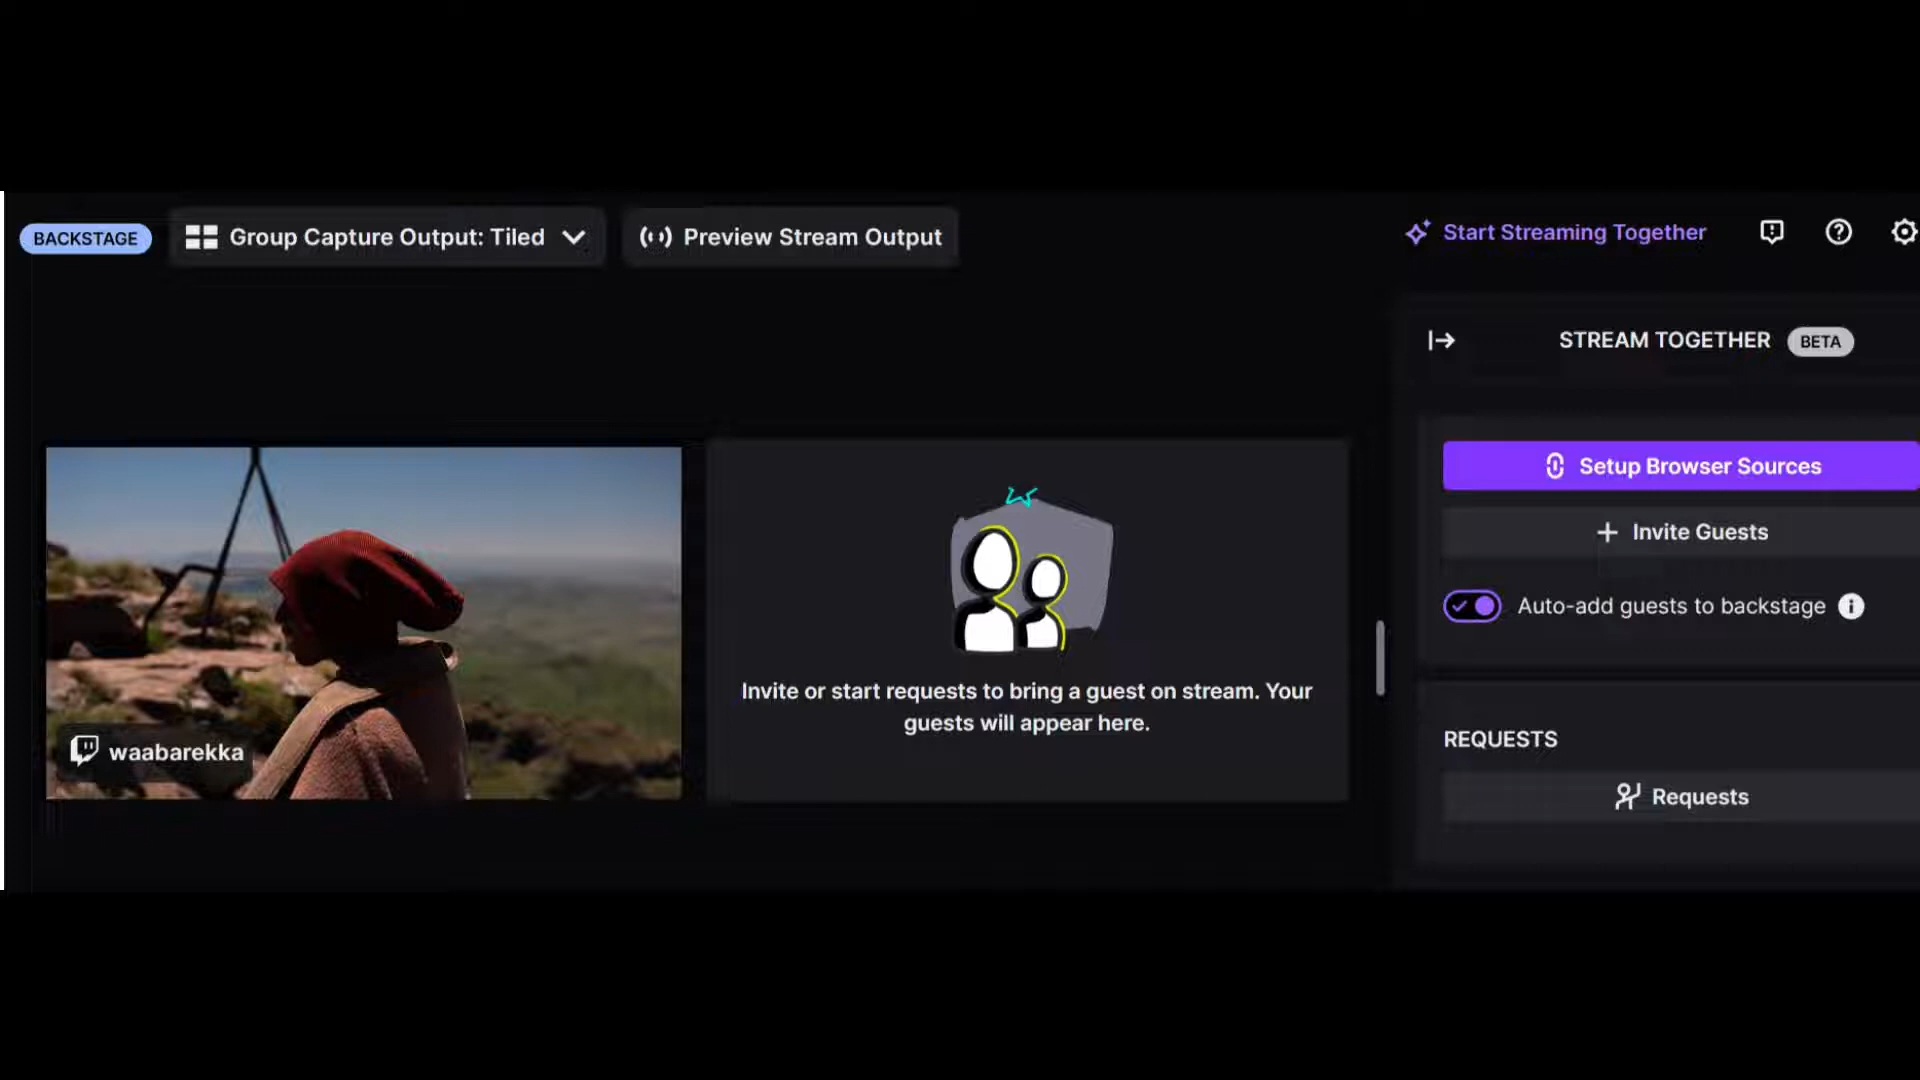 BACKSTAGE
Group Capture Output: Tiled
Preview Stream Output
Start Streaming Together
STREAM TOGETHER BETA
Setup Browser Sources
Invite Guests
Auto-add guests to backstage
Invite or start requests to bring a guest on stream. Your
guests will appear here.
waabarekka
REQUESTS
Requests